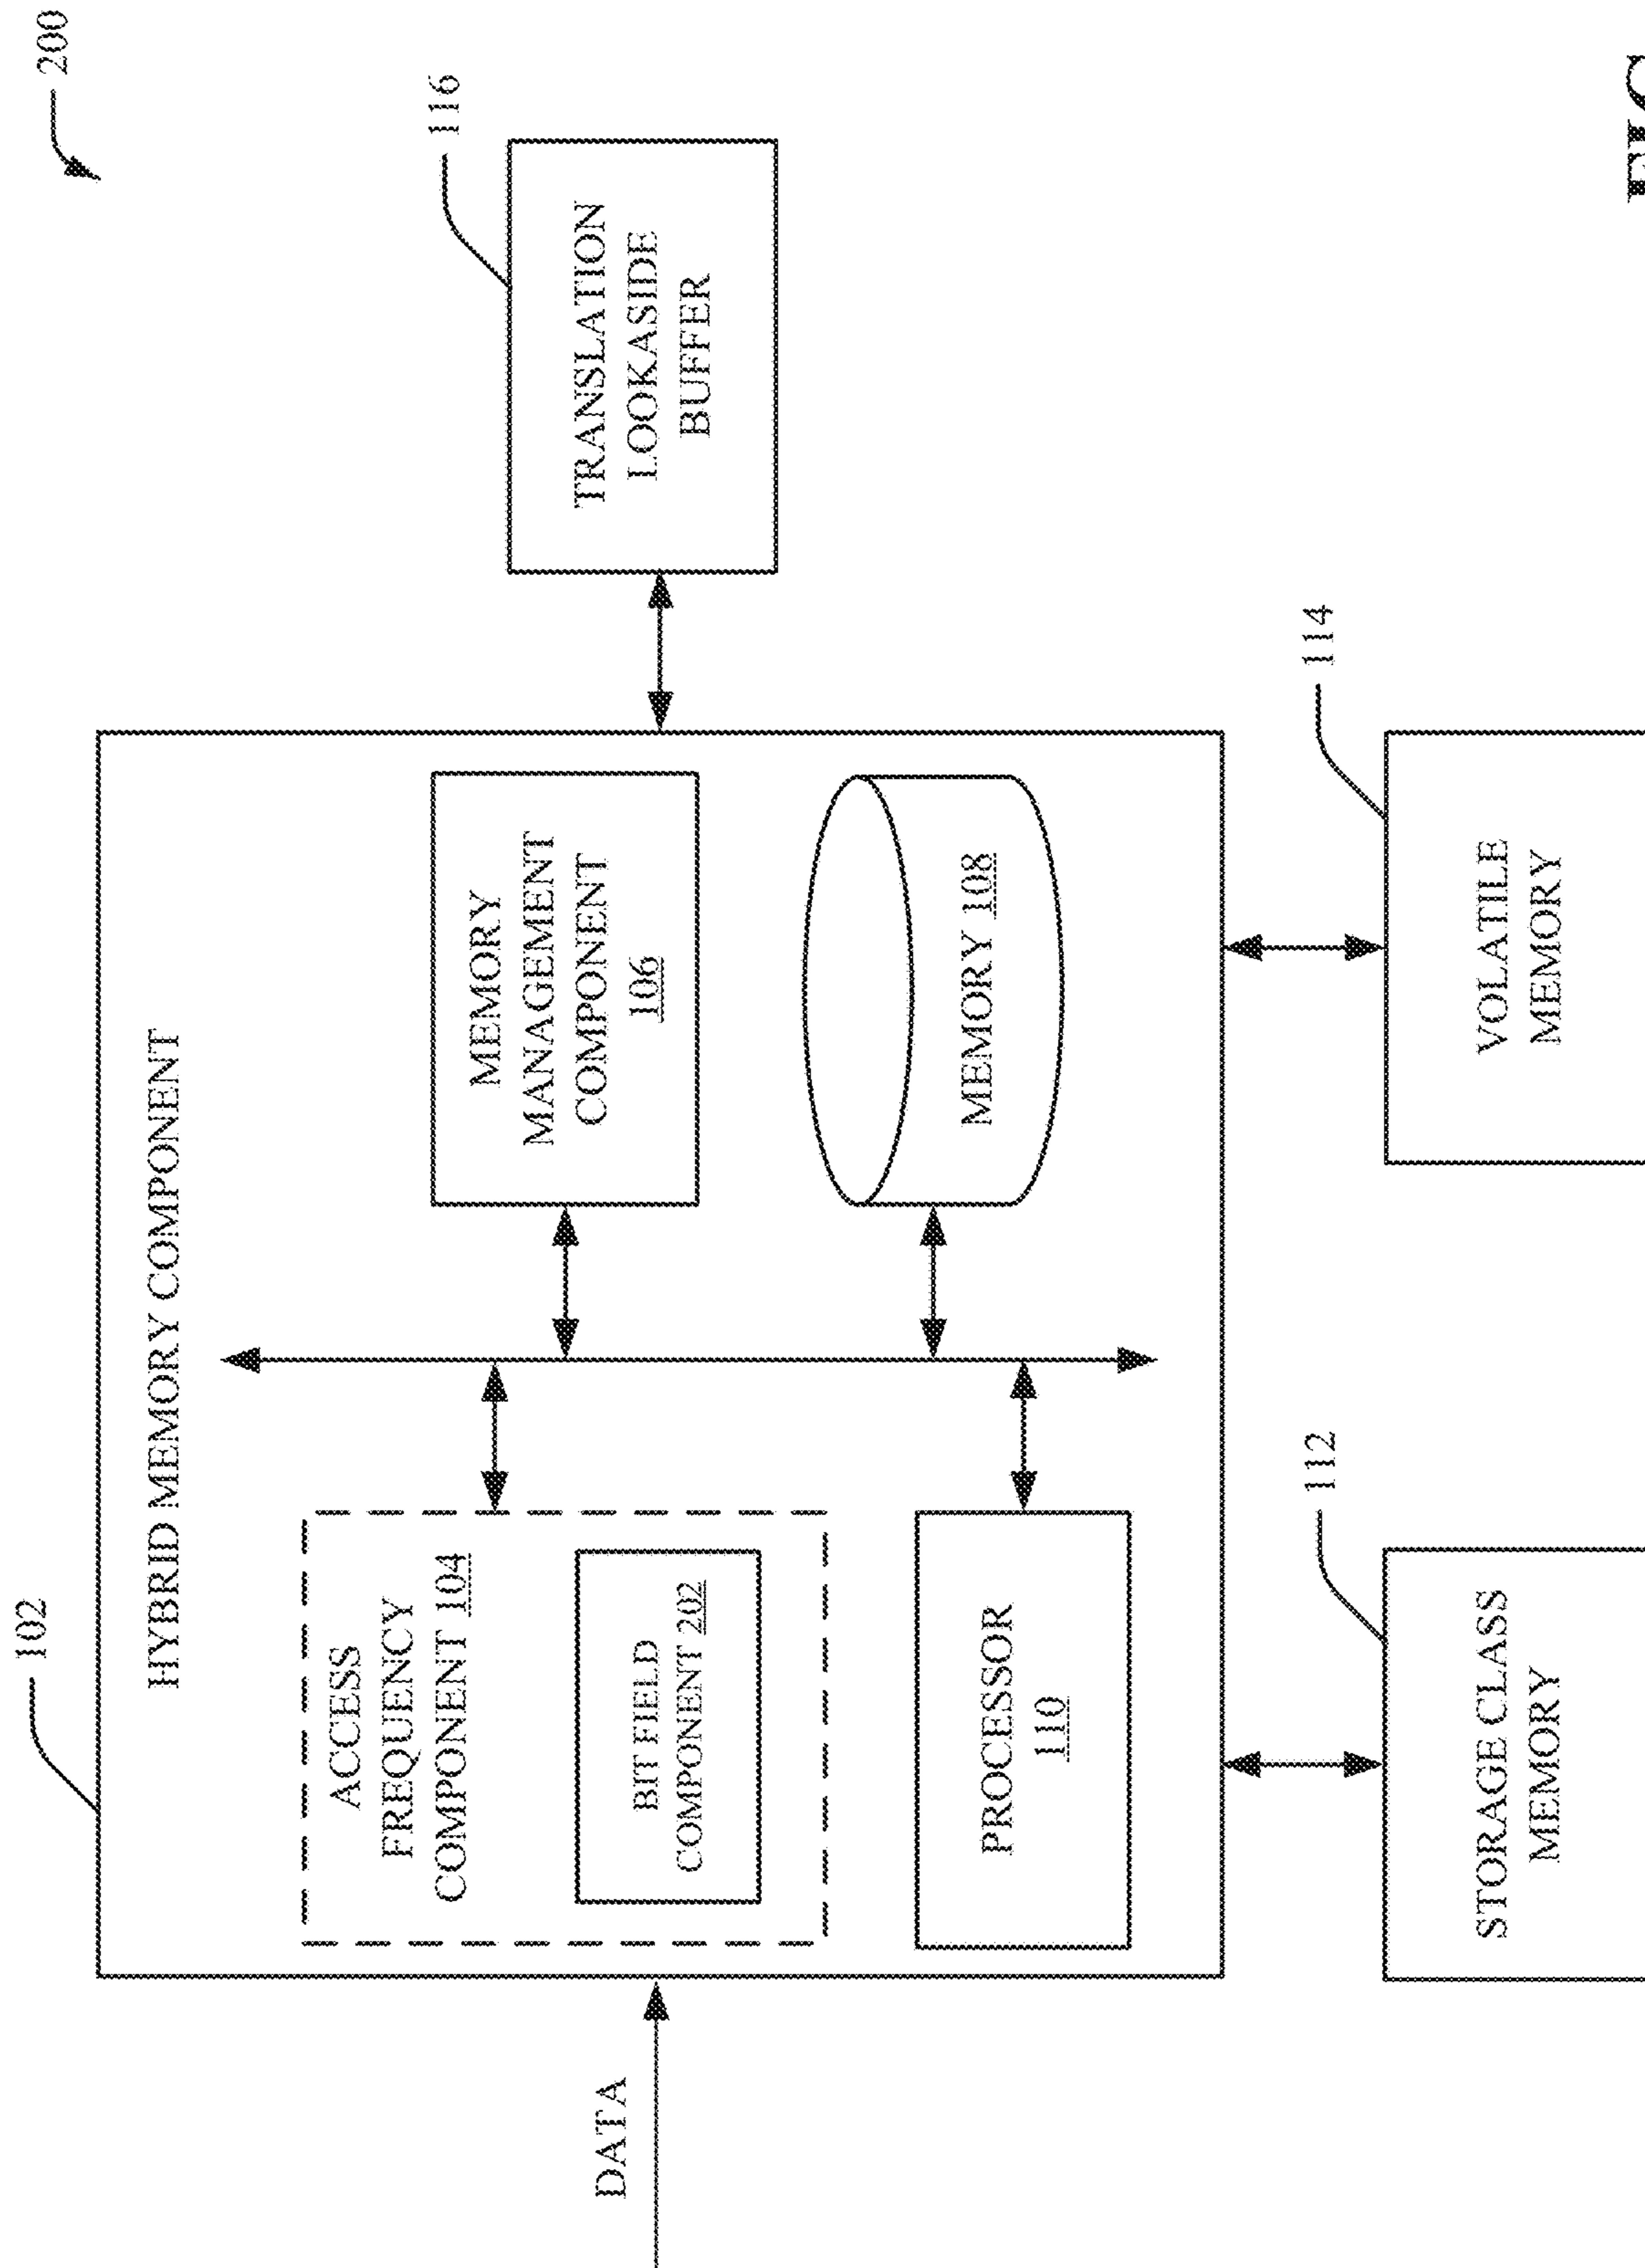 200
102
HYBRID MEMORY COMPONENT
ACCESS
FREQUENCY
COMPONENT 104
BIT FIELD
COMPONENT 202
MEMORY
MANAGEMENT
COMPONENT
106
116
TRANSLATION
LOOKASIDE
BUFFER
DATA
PROCESSOR
110
MEMORY 108
112
STORAGE CLASS
MEMORY
114
VOLATILE
MEMORY